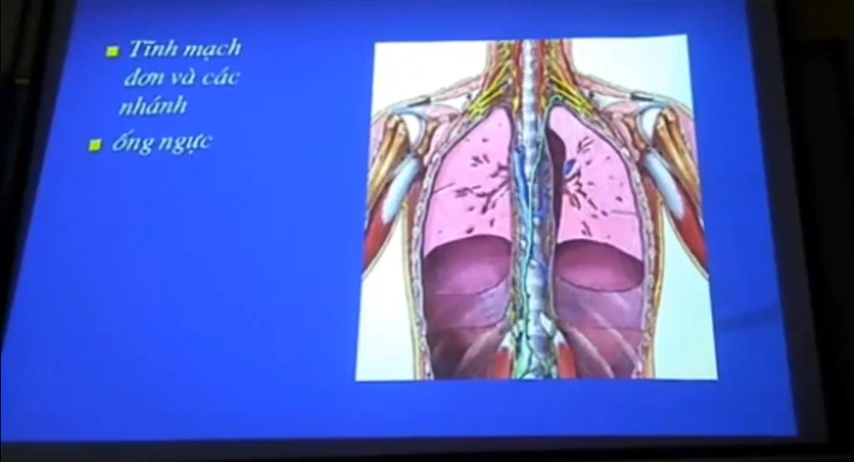 Tĩnh mạch
đơn và các
nhánh
ống ngực